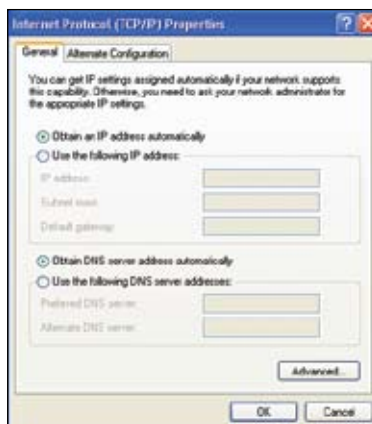 Internet Protocol (TCP/IP) Properties
General
Alternate Configuration
You can get IP settings assigned automatically if your network supports
this capability. Otherwise, you need to ask your network administrator for
the appropriate IP settings.
Obtain an IP address automatically
Use the following IP address:
IP address:
Subnet mask:
Default gateway:
Obtain DNS server address automatically
Use the following DNS server addresses:
Preferred DNS server:
Alternate DNS server:
Advanced...
OK
Cancel